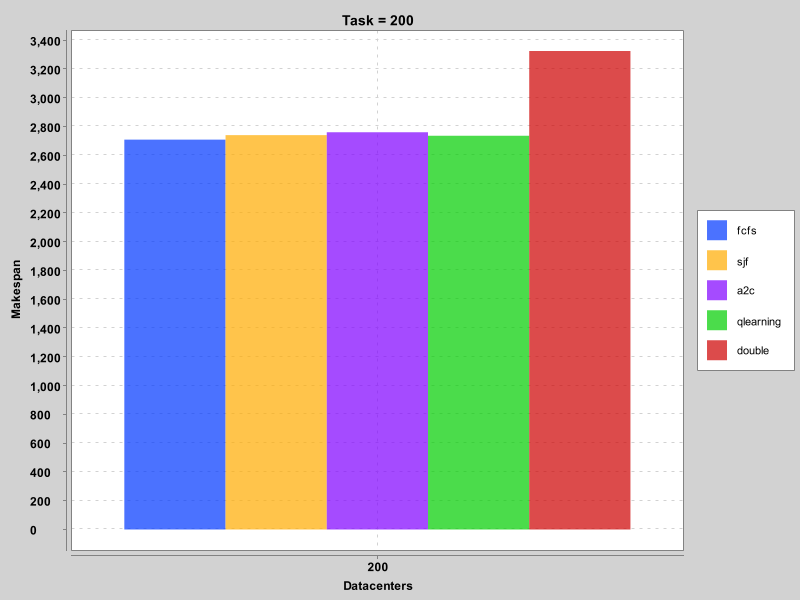 Task = 200
3,400
3,200
3,000
2,800
2,600
2,400
2,200
2,000
1,800
1,600
1,400
1,200
1,000
800
600
400
200
0
Makespan
200
Datacenters
fcfs
sjf
a2c
qlearning
double